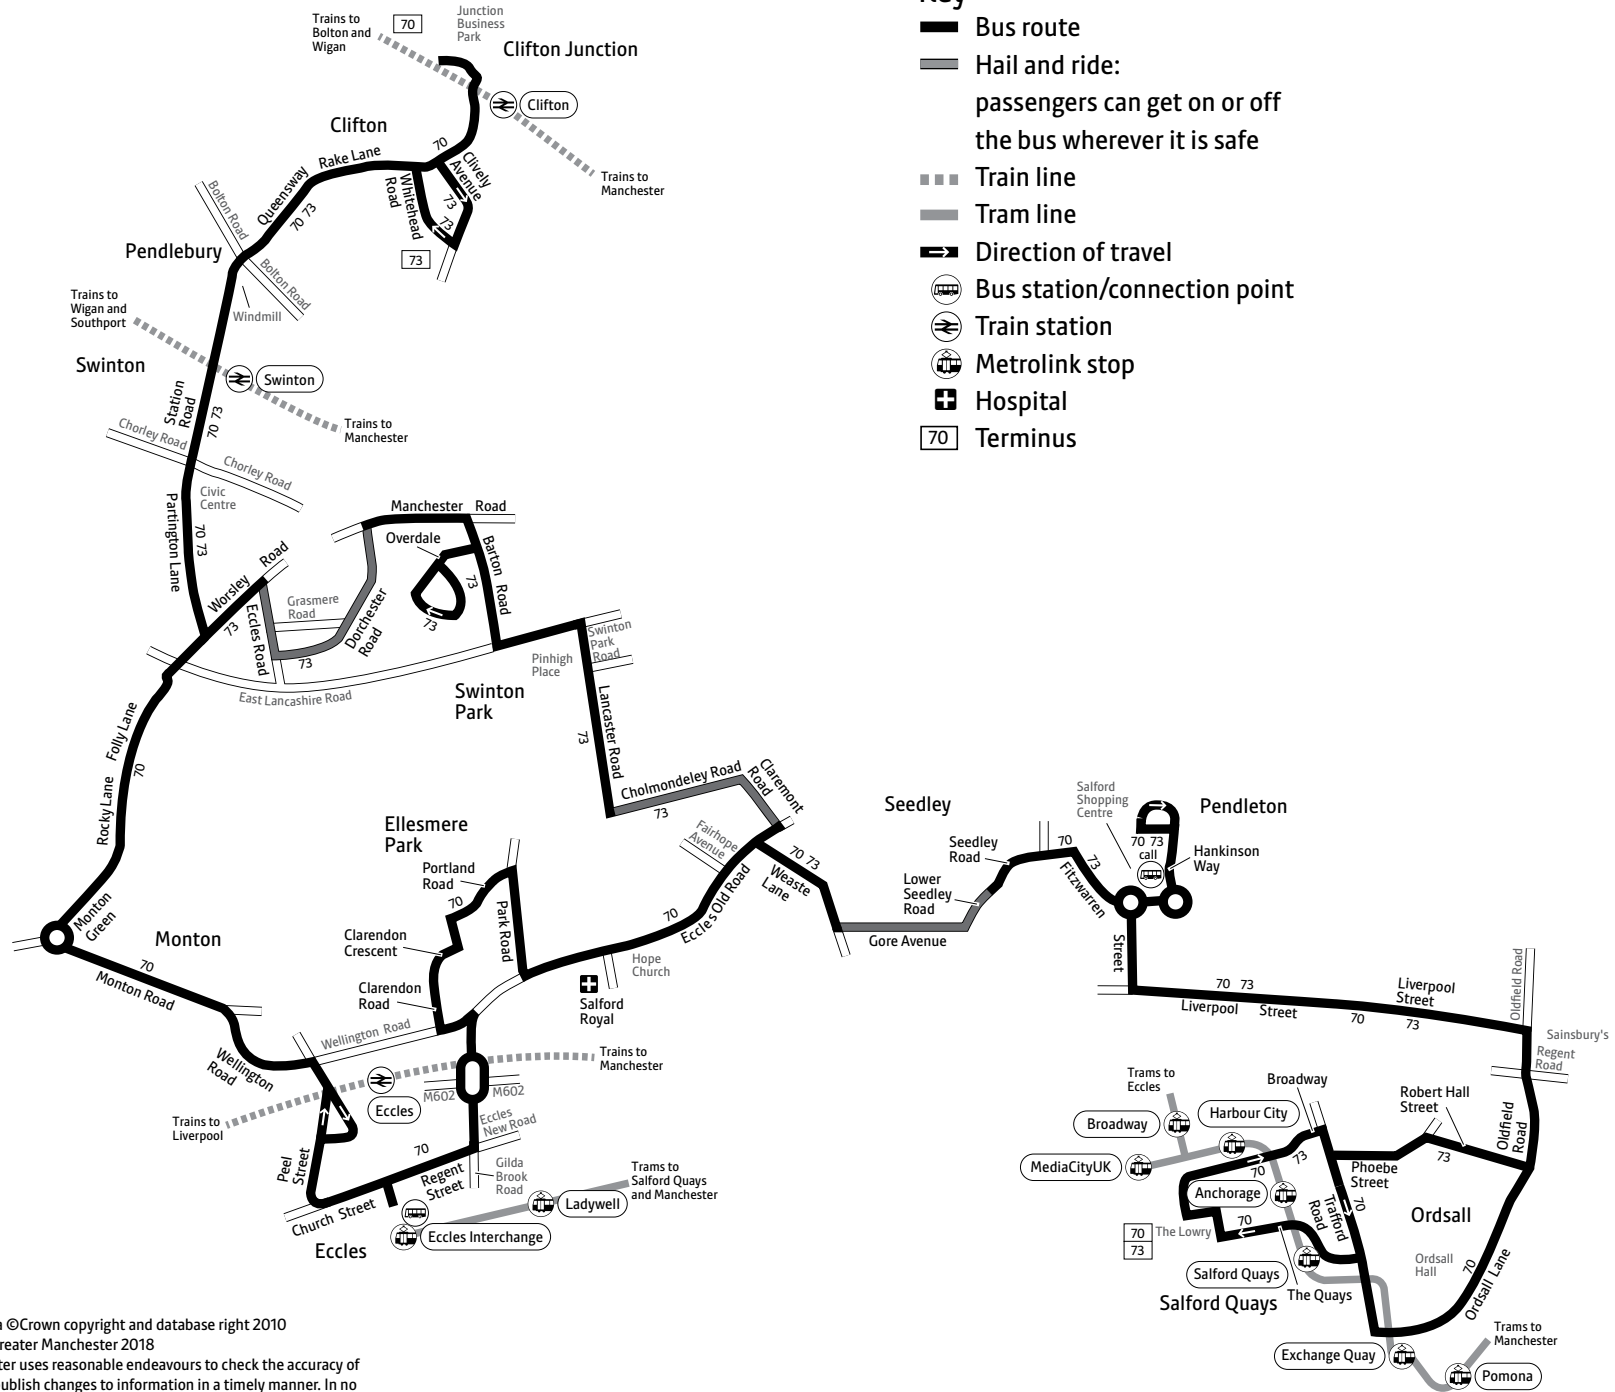 Key
Bus route
Hail and ride:
passengers can get on or off
the bus wherever it is safe
Train line
Tram line
Direction of travel
Bus station/connection point
Train station
Metrolink stop
Hospital
70 Terminus
Trains to
Bolton and
Wigan
70
Junction
Business
Park
Clifton Junction
Clifton
Clifton
70
Rake Lane
Clively
Avenue
Whitehead
Road
73
73
73
Trains to
Manchester
Bolton Road
Queensway
70 73
Pendlebury
Bolton Road
Windmill
Trains to
Wigan and
Southport
Swinton
Swinton
Station
Road
70 73
Trains to
Manchester
Chorley Road
Chorley Road
Civic
Centre
Partington Lane
70 73
Manchester Road
Overdale
Barton Road
73
73
Worsley Road
73
Eccles Road
Grasmere
Road
Dorchester
Road
73
East Lancashire Road
Swinton
Park
Pinhigh
Place
Swinton
Park
Road
Lancaster Road
73
Folly Lane
70
Rocky Lane
Cholmondeley Road
73
Claremont
Road
Fairhope
Avenue
Ellesmere
Park
Portland
Road
70
Park Road
Clarendon
Crescent
Clarendon
Road
70
Eccles Old Road
70 73
Weaste
Lane
Hope
Church
Salford
Royal
Seedley
Seedley
Road
Lower
Seedley
Road
Gore Avenue
70
73
Fitzwarren
Street
Salford
Shopping
Centre
Pendleton
70 73
call
Hankinson
Way
Monton
Green
Monton
70
Monton Road
Wellington
Road
Wellington Road
Trains to
Manchester
Trains to
Liverpool
Eccles
M602
M602
Eccles
New Road
Peel
Street
70
Regent
Street
Church Street
Gilda
Brook
Road
Trams to
Salford Quays
and Manchester
Ladywell
Eccles Interchange
Eccles
70 73
Liverpool
Street
Liverpool
Street
70
73
Oldfield Road
Sainsbury's
Regent
Road
Oldfield
Road
Robert Hall
Street
73
Phoebe
Street
Trams to
Eccles
Broadway
Broadway
Harbour City
MediaCityUK
70
73
Anchorage
Trafford
Road
70
70
70
73
The Lowry
Salford Quays
The Quays
Salford Quays
Ordsall
Ordsall
Hall
70
Ordsall Lane
Exchange Quay
Trams to
Manchester
Pomona
a ©Crown copyright and database right 2010
reater Manchester 2018
ter uses reasonable endeavours to check the accuracy of
ublish changes to information in a timely manner. In no